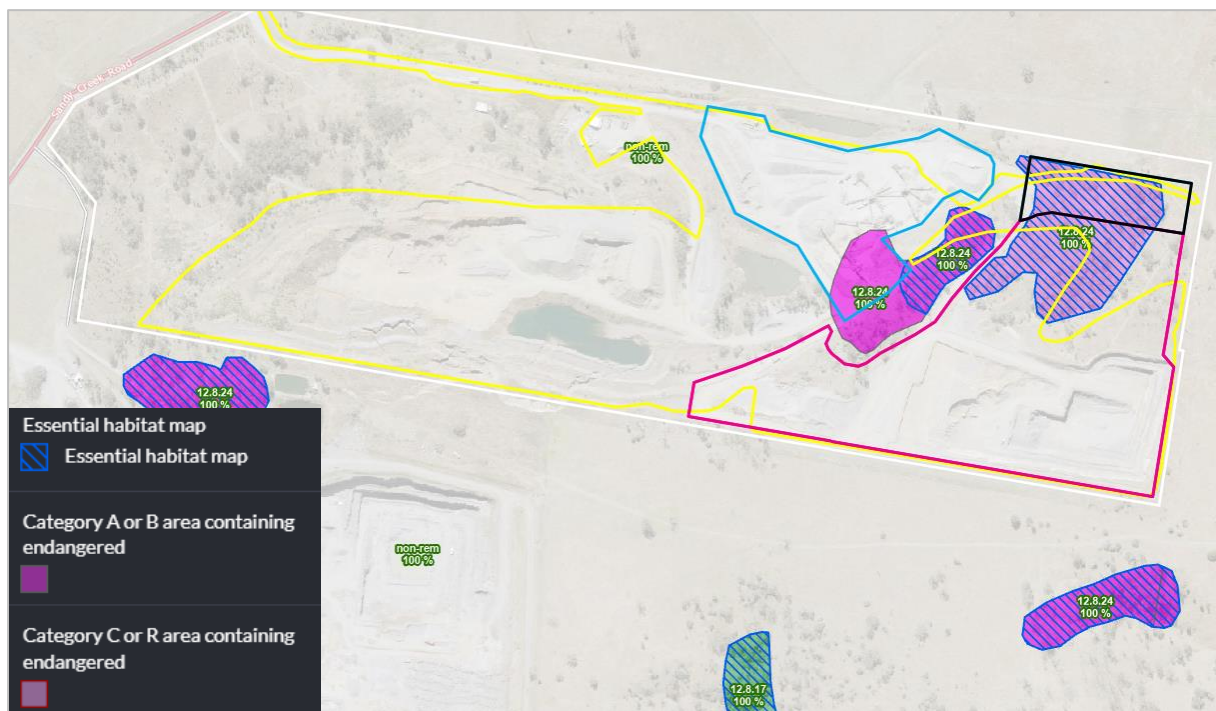 Sandy Creek Road
non-rem
100 %
12.8.24
100 %
12.8.24
100 %
12.8.24
100 %
12.8.24
100 %
Essential habitat map
Essential habitat map
Category A or B area containing
endangered
Category C or R area containing
endangered
non-rem
100 %
12.8.24
100 %
12.8.17
100 %